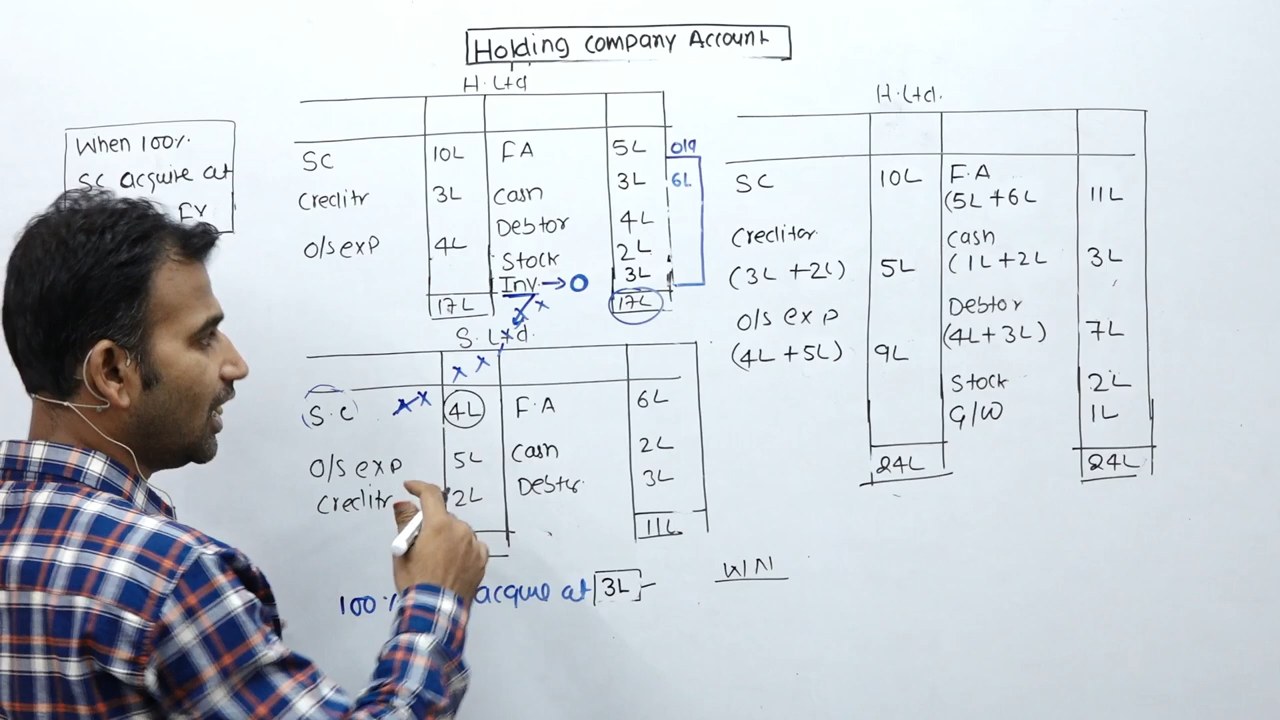 Holding Company Account
When 100%
SC acquire at
FV
H. Ltd
SC 10L FA 5L old
Creditr 3L Cash 3L 6L
Debtor 4L
o/s exp 4L Stock 2L
Inv. → O 3L
17L 17L
S. Ltd.
x x
(S.C) x x 4L F.A 6L
O/S exp 5L Cash 2L
Creditr 2L Debtr. 3L
11L
100% acquire at 3L
W N
H. Ltd.
SC 10L F.A
(5L +6L 11L
Creditor Cash
(3L +2L) 5L (1L+2L 3L
o/s exp Debtor
(4L +5L) 9L (4L+3L) 7L
Stock 2L
G/W 1L
24L 24L